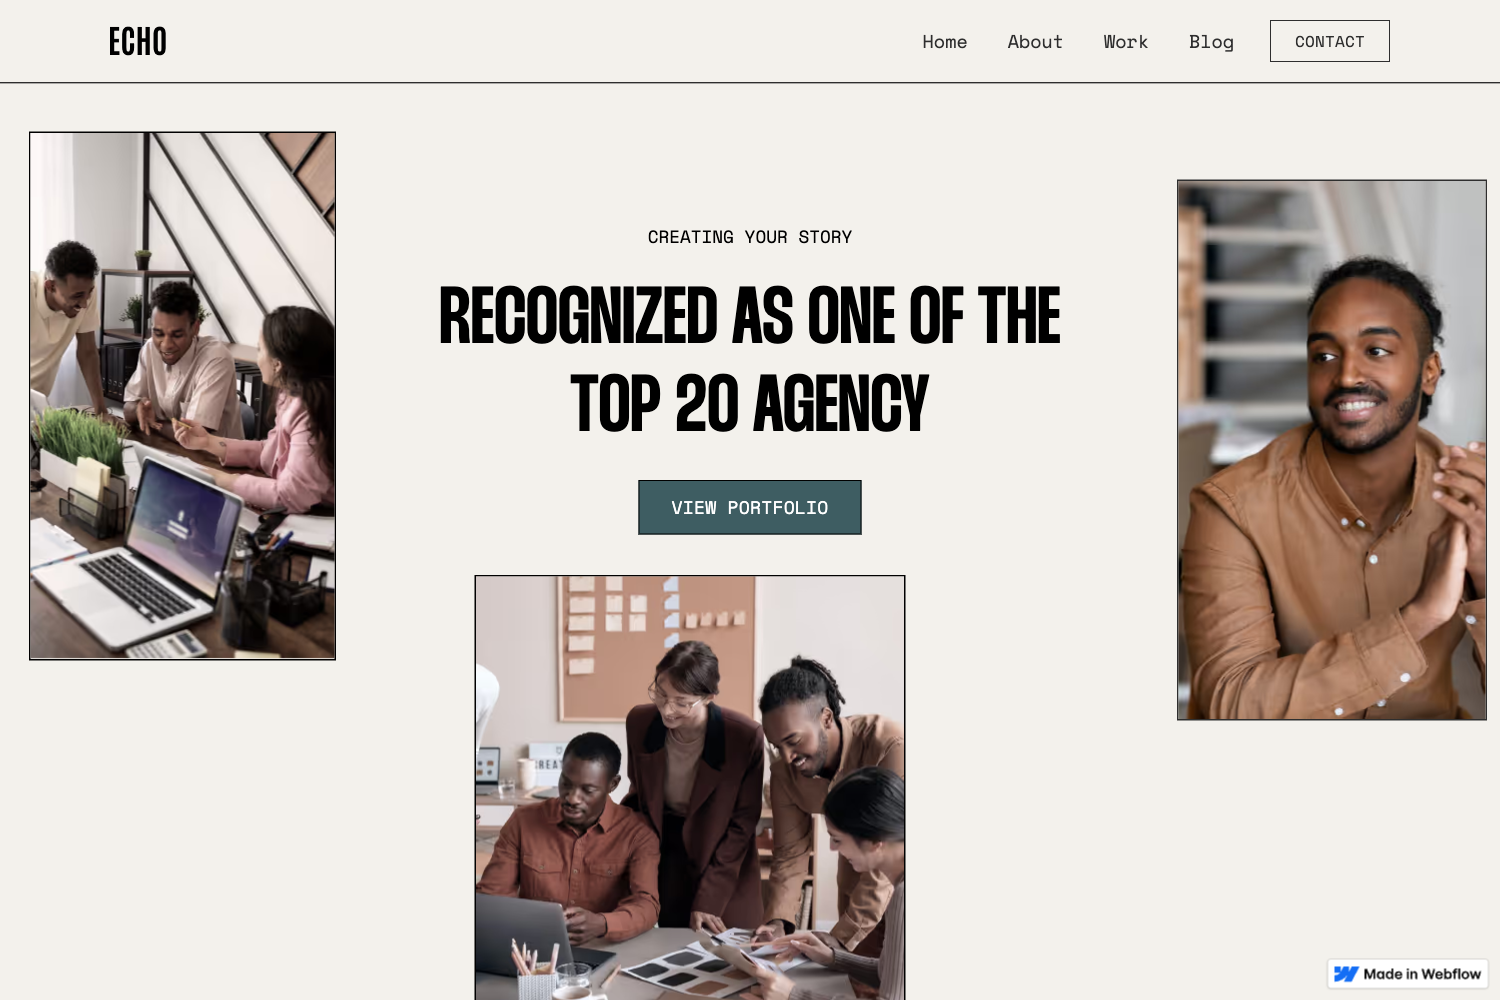 ECHO
Home About Work Blog CONTACT
CREATING YOUR STORY
RECOGNIZED AS ONE OF THE
TOP 20 AGENCY
VIEW PORTFOLIO
Made in Webflow